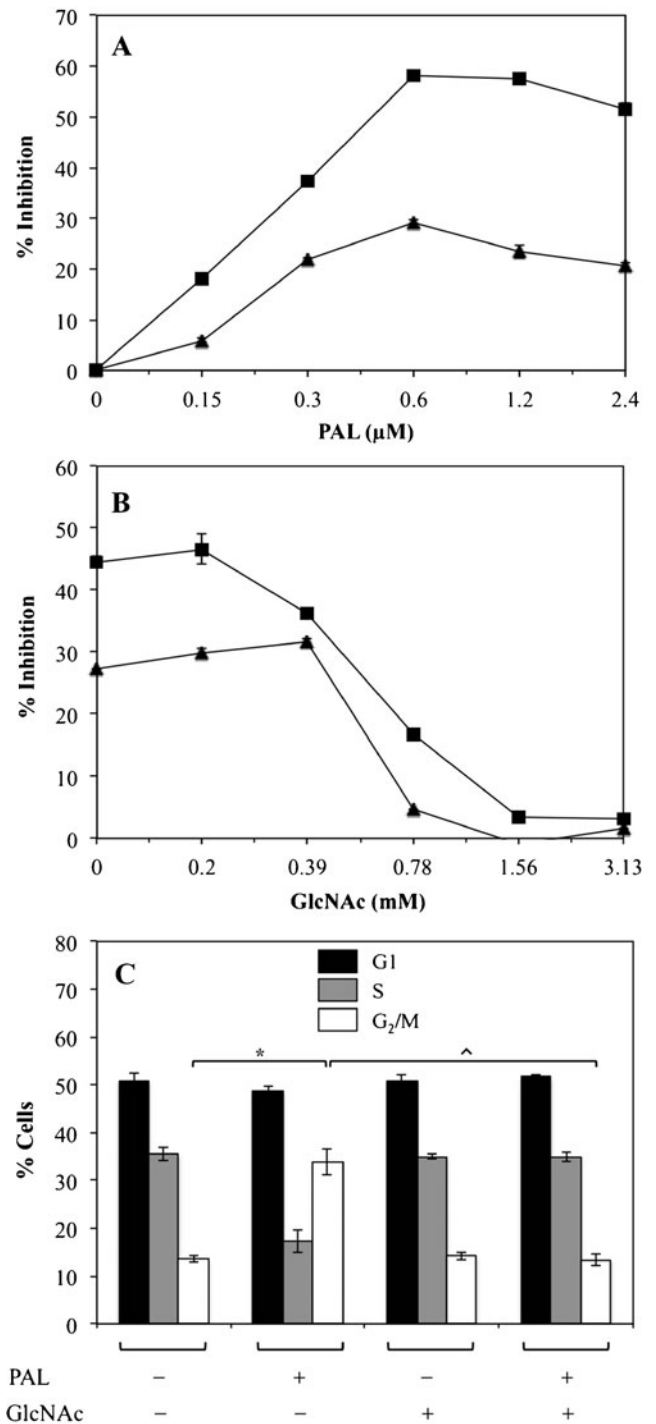 A
70
60
50
40
30
20
10
0
% Inhibition
0 0.15 0.3 0.6 1.2 2.4
PAL (µM)
B
60
50
40
30
20
10
0
% Inhibition
0 0.2 0.39 0.78 1.56 3.13
GlcNAc (mM)
C
80
70
60
50
40
30
20
10
0
% Cells
G1
S
G₂/M
* ^
PAL − + − +
GlcNAc − − + +